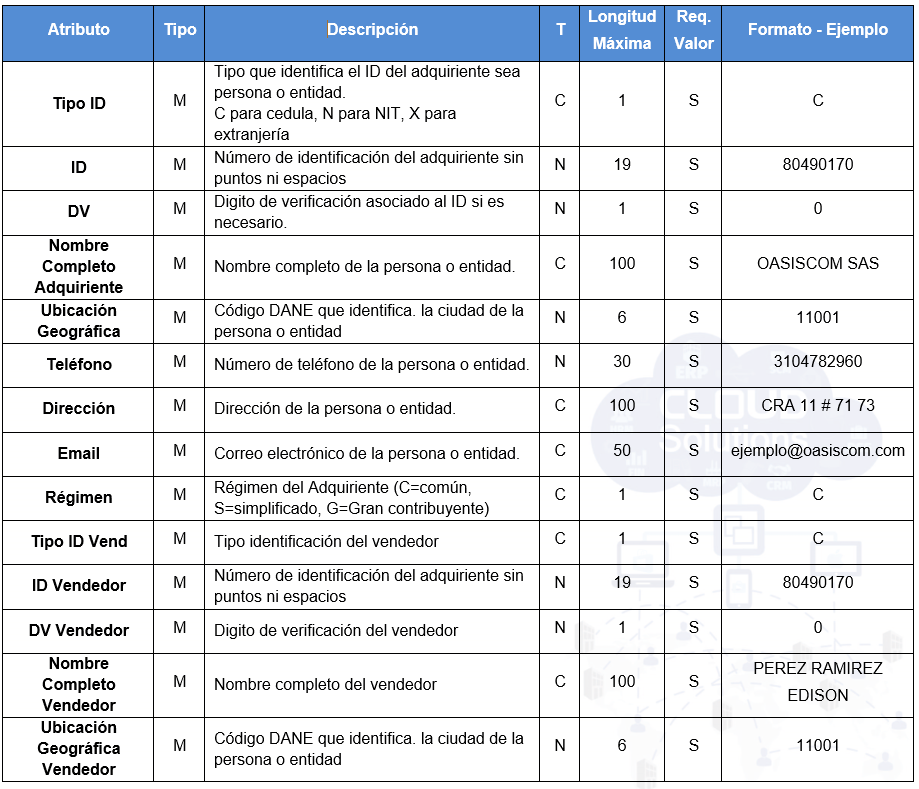 Atributo Tipo Descripción T Longitud Máxima Req. Valor Formato - Ejemplo
Tipo ID M Tipo que identifica el ID del adquiriente sea
persona o entidad.
C para cedula, N para NIT, X para
extranjería C 1 S C
ID M Número de identificación del adquiriente sin
puntos ni espacios N 19 S 80490170
DV M Digito de verificación asociado al ID si es
necesario. N 1 S 0
Nombre
Completo
Adquiriente M Nombre completo de la persona o entidad. C 100 S OASISCOM SAS
Ubicación
Geográfica M Código DANE que identifica. la ciudad de la
persona o entidad N 6 S 11001
Teléfono M Número de teléfono de la persona o entidad. N 30 S 3104782960
Dirección M Dirección de la persona o entidad. C 100 S CRA 11 # 71 73
Email M Correo electrónico de la persona o entidad. C 50 S ejemplo@oasiscom.com
Régimen M Régimen del Adquiriente (C=común,
S=simplificado, G=Gran contribuyente) C 1 S C
Tipo ID Vend M Tipo identificación del vendedor C 1 S C
ID Vendedor M Número de identificación del adquiriente sin
puntos ni espacios N 19 S 80490170
DV Vendedor M Digito de verificación del vendedor N 1 S 0
Nombre
Completo
Vendedor M Nombre completo del vendedor C 100 S PEREZ RAMIREZ
EDISON
Ubicación
Geográfica
Vendedor M Código DANE que identifica. la ciudad de la
persona o entidad N 6 S 11001
ERP
CLOUD
Solutions
CRM